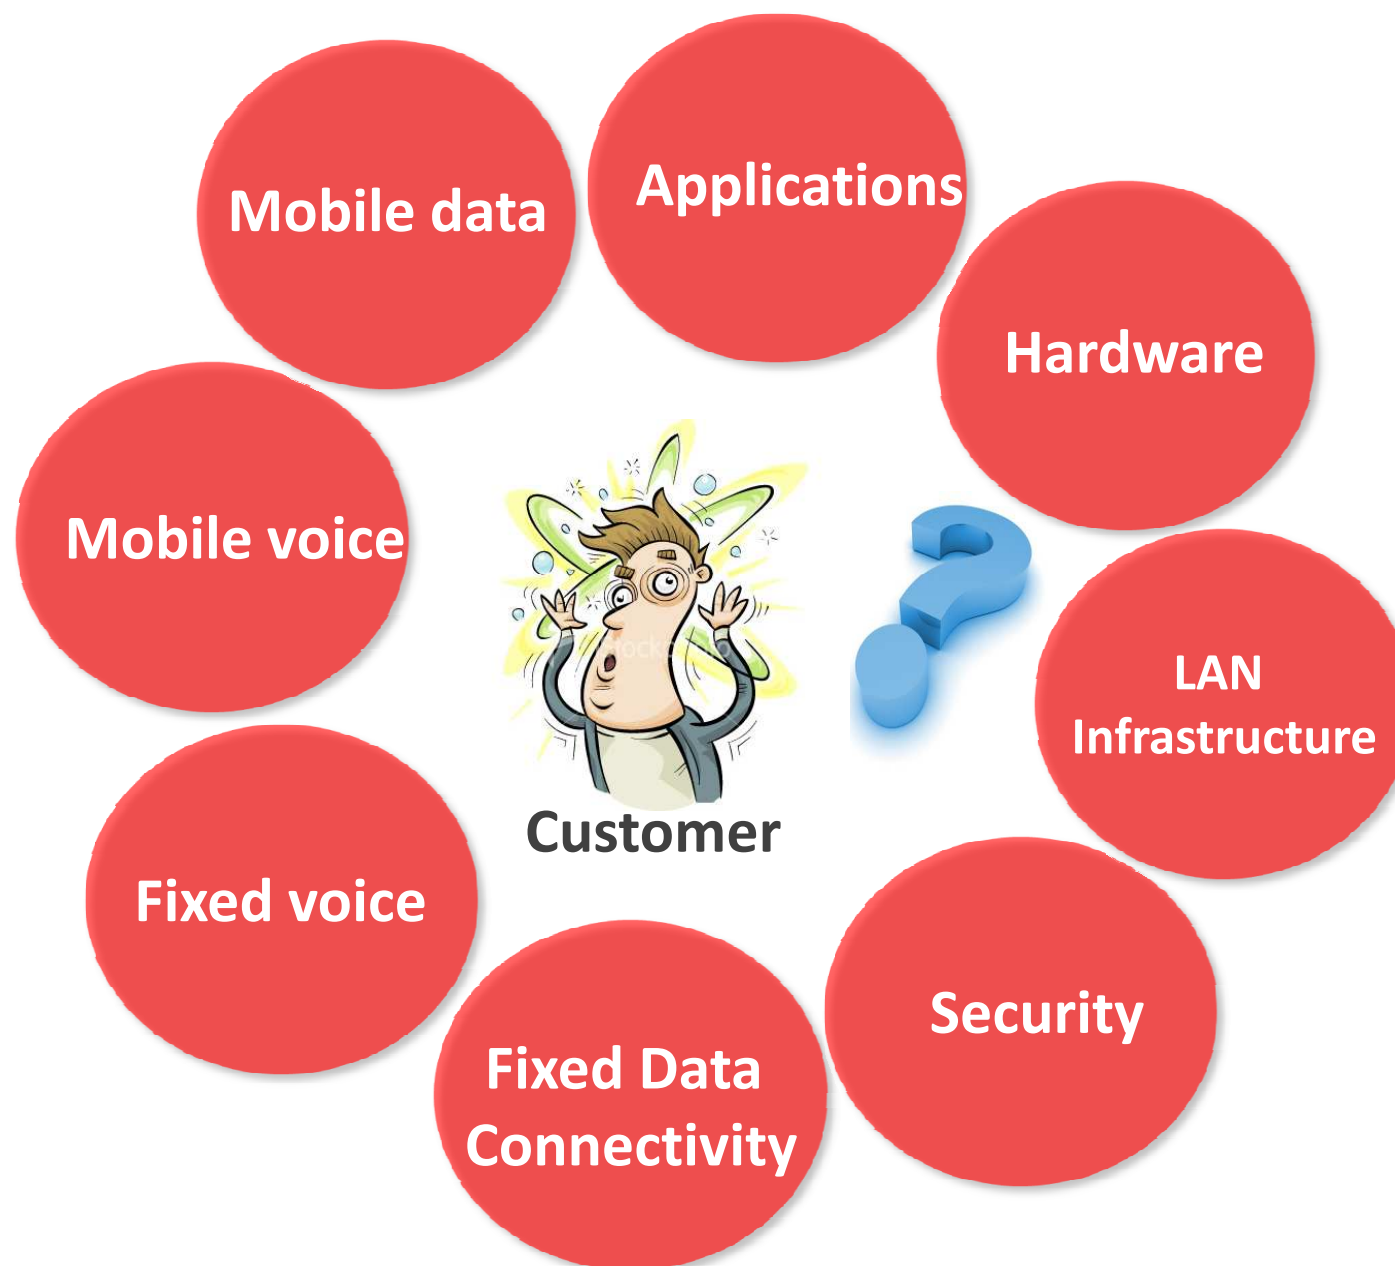 Applications
Mobile data
Hardware
Mobile voice
LAN
Infrastructure
Customer
Fixed voice
Security
Fixed Data
Connectivity